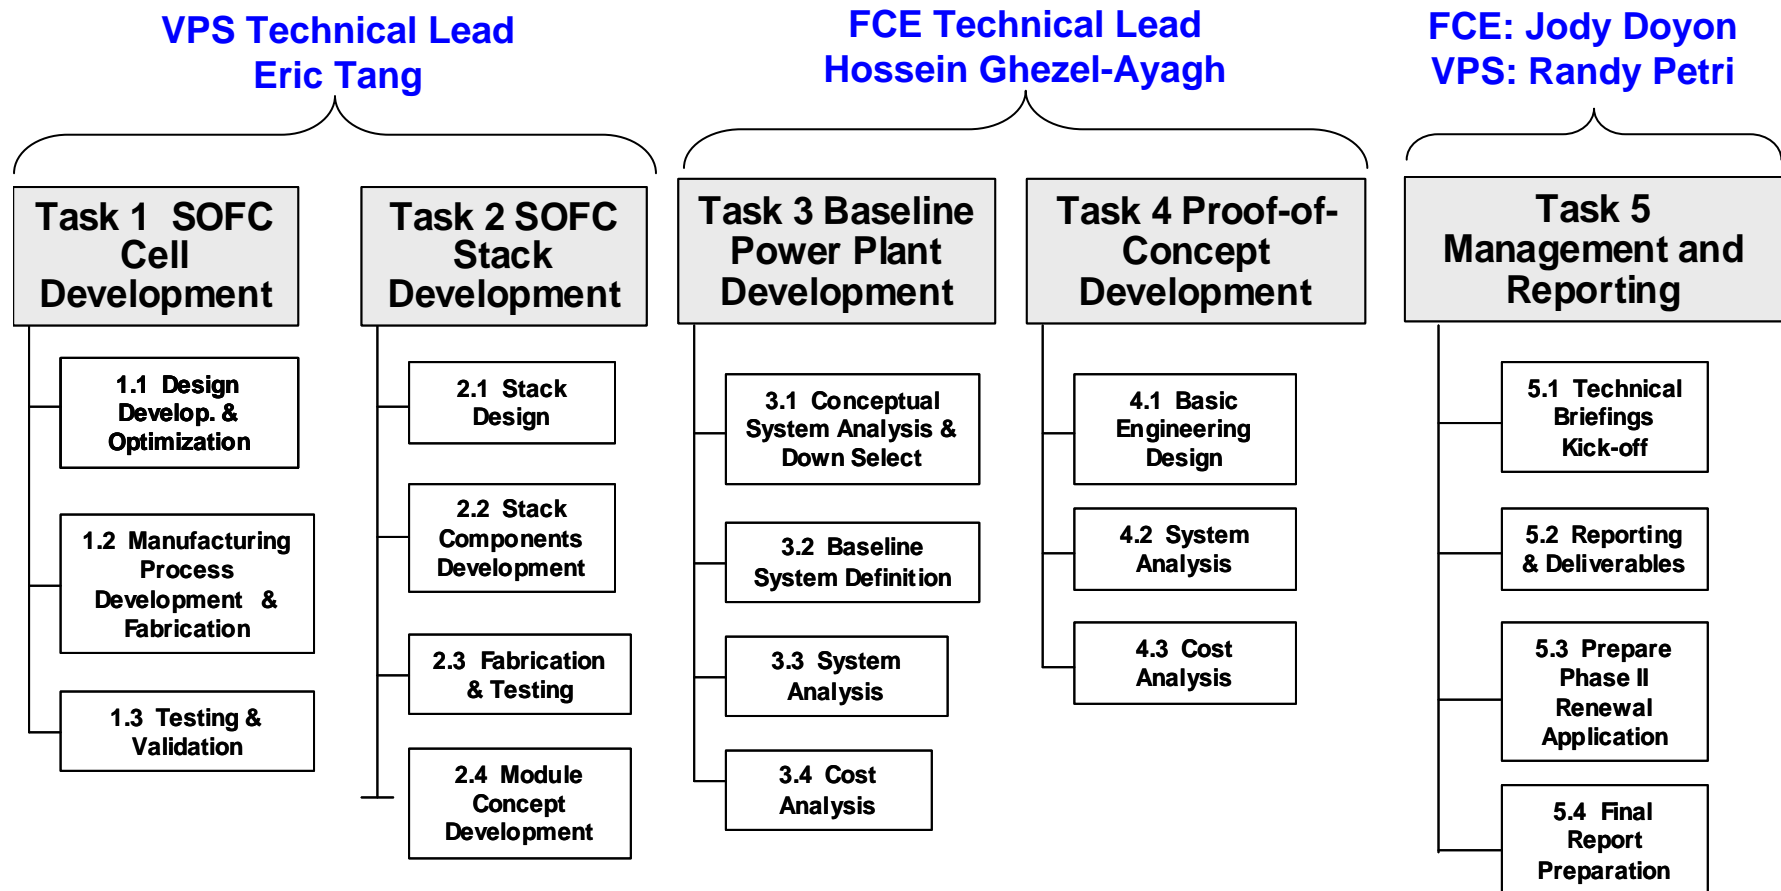 VPS Technical Lead
Eric Tang
FCE Technical Lead
Hossein Ghezel-Ayagh
FCE: Jody Doyon
VPS: Randy Petri
Task 1 SOFC
Cell
Development
Task 2 SOFC
Stack
Development
Task 3 Baseline
Power Plant
Development
Task 4 Proof-of-
Concept
Development
Task 5
Management and
Reporting
1.1 Design
Develop. &
Optimization
1.2 Manufacturing
Process
Development &
Fabrication
1.3 Testing &
Validation
2.1 Stack
Design
2.2 Stack
Components
Development
2.3 Fabrication
& Testing
2.4 Module
Concept
Development
3.1 Conceptual
System Analysis &
Down Select
3.2 Baseline
System Definition
3.3 System
Analysis
3.4 Cost
Analysis
4.1 Basic
Engineering
Design
4.2 System
Analysis
4.3 Cost
Analysis
5.1 Technical
Briefings
Kick-off
5.2 Reporting
& Deliverables
5.3 Prepare
Phase II
Renewal
Application
5.4 Final
Report
Preparation